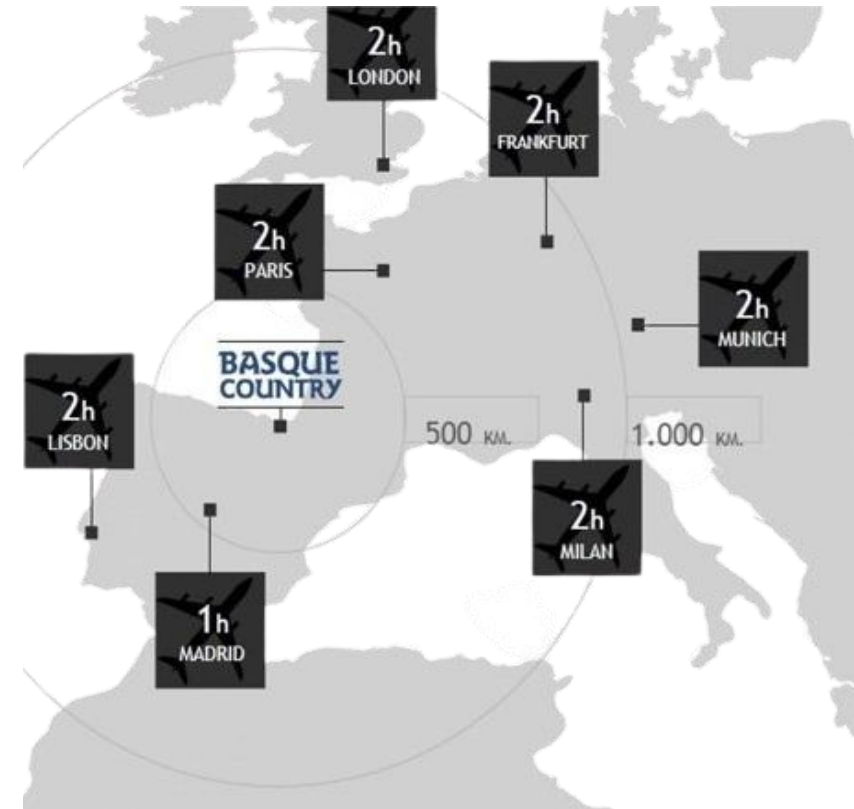 2h
LONDON
2h
FRANKFURT
2h
PARIS
2h
MUNICH
BASQUE
COUNTRY
2h
LISBON
500 KM.
1.000 KM.
2h
MILAN
1h
MADRID